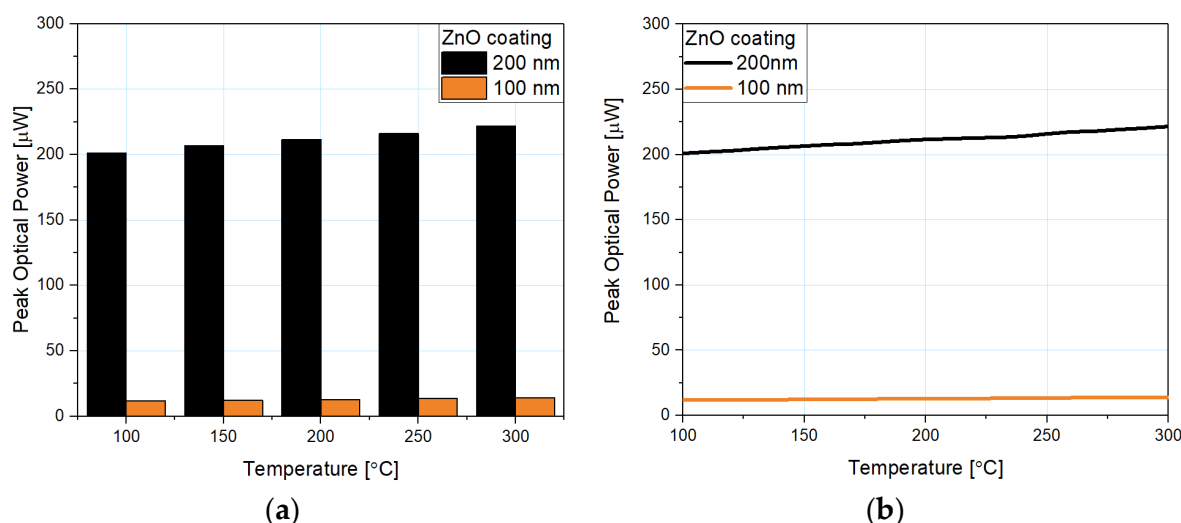 300
250
200
150
100
50
0
Peak Optical Power [μW]
ZnO coating
200 nm
100 nm
100 150 200 250 300
Temperature [°C]
(a)
300
250
200
150
100
50
0
Peak Optical Power [μW]
ZnO coating
200nm
100 nm
100 150 200 250 300
Temperature [°C]
(b)